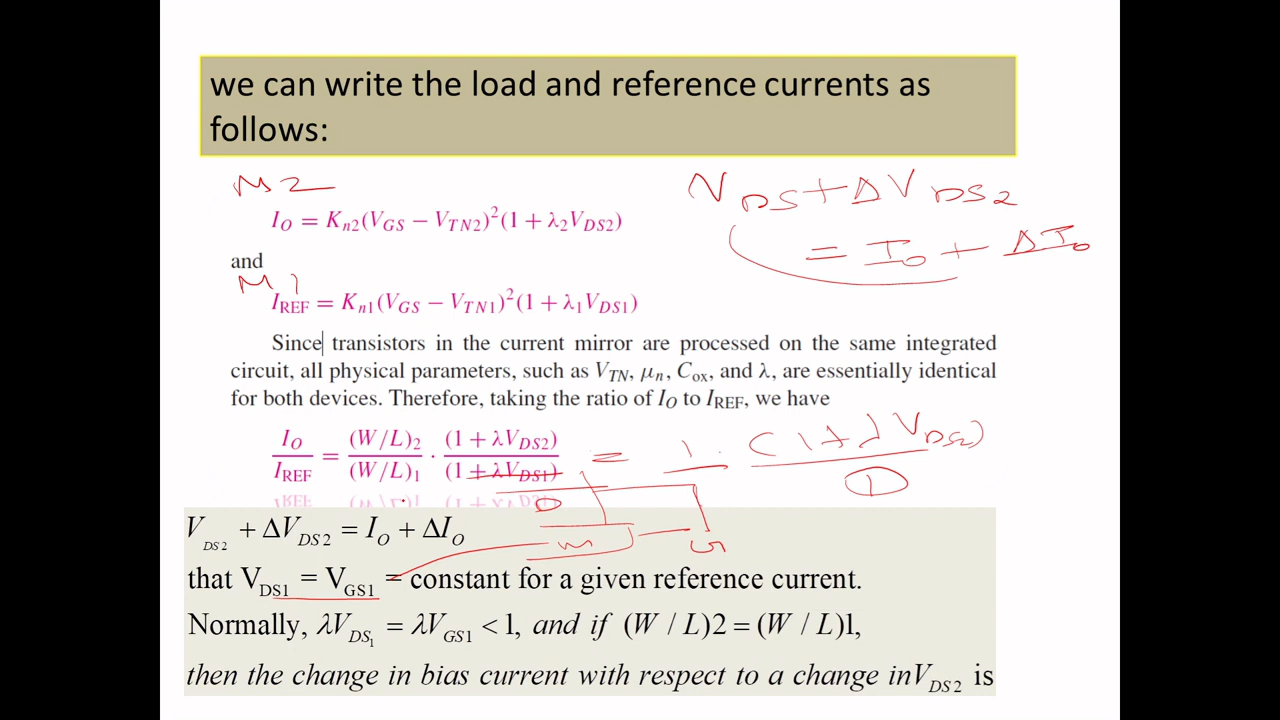 we can write the load and reference currents as
follows:
M2
V DS + Δ V DS2
I_O = K_n2(V_GS − V_TN2)^2(1 + λ_2V_DS2)
= I_o + Δ I_o
and
M1
I_REF = K_n1(V_GS − V_TN1)^2(1 + λ_1V_DS1)
Since transistors in the current mirror are processed on the same integrated
circuit, all physical parameters, such as V_TN, μ_n, C_ox, and λ, are essentially identical
for both devices. Therefore, taking the ratio of I_O to I_REF, we have
I_O / I_REF = (W/L)_2 / (W/L)_1 · (1 + λV_DS2) / (1 + λV_DS1) = 1 · (1 + λ V_DS2) / 1
D
V_DS2 + ΔV_DS2 = I_O + ΔI_O
m G
that V_DS1 = V_GS1 = constant for a given reference current.
Normally, λV_DS1 = λV_GS1 < 1, and if (W / L)2 = (W / L)1,
then the change in bias current with respect to a change inV_DS2 is